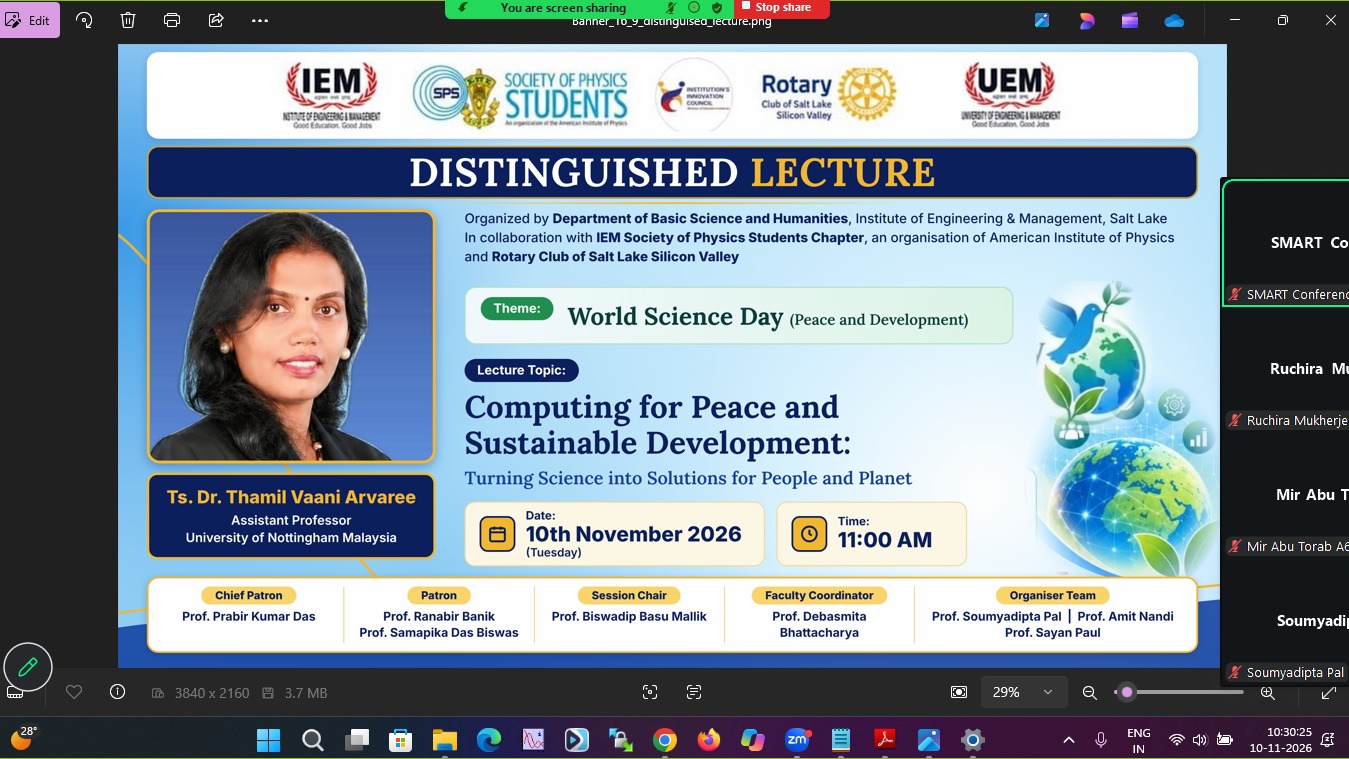 You are screen sharing
Stop share
Edit
Banner_16_9_distinguised_lecture.png
IEM
INSTITUTE OF ENGINEERING & MANAGEMENT
Good Education, Good Jobs
SPS
SOCIETY OF PHYSICS
STUDENTS
An organization of the American Institute of Physics
INSTITUTION'S
INNOVATION
COUNCIL
Rotary
Club of Salt Lake
Silicon Valley
UEM
UNIVERSITY OF ENGINEERING & MANAGEMENT
Good Education, Good Jobs
DISTINGUISHED LECTURE
Organized by Department of Basic Science and Humanities, Institute of Engineering & Management, Salt Lake
In collaboration with IEM Society of Physics Students Chapter, an organisation of American Institute of Physics
and Rotary Club of Salt Lake Silicon Valley
Theme:
World Science Day (Peace and Development)
Lecture Topic:
Computing for Peace and
Sustainable Development:
Turning Science into Solutions for People and Planet
Ts. Dr. Thamil Vaani Arvaree
Assistant Professor
University of Nottingham Malaysia
Date:
10th November 2026
(Tuesday)
Time:
11:00 AM
Chief Patron
Prof. Prabir Kumar Das
Patron
Prof. Ranabir Banik
Prof. Samapika Das Biswas
Session Chair
Prof. Biswadip Basu Mallik
Faculty Coordinator
Prof. Debasmita
Bhattacharya
Organiser Team
Prof. Soumyadipta Pal | Prof. Amit Nandi
Prof. Sayan Paul
SMART Co
SMART Conferenc
Ruchira Mu
Ruchira Mukherje
Mir Abu T
Mir Abu Torab A6
Soumyadip
Soumyadipta Pal
3840 x 2160
3.7 MB
29%
28°
zm
ENG
IN
10:30:25
10-11-2026